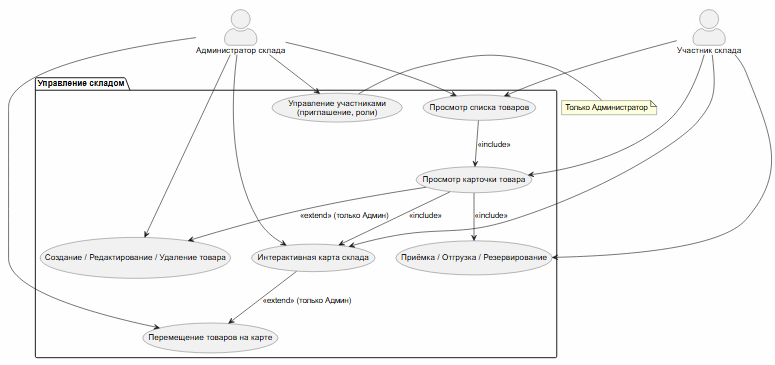 Администратор склада
Участник склада
Управление складом
Управление участниками
(приглашение, роли)
Просмотр списка товаров
Только Администратор
«include»
Просмотр карточки товара
«extend» (только Админ)
«include»
«include»
Создание / Редактирование / Удаление товара
Интерактивная карта склада
Приёмка / Отгрузка / Резервирование
«extend» (только Админ)
Перемещение товаров на карте